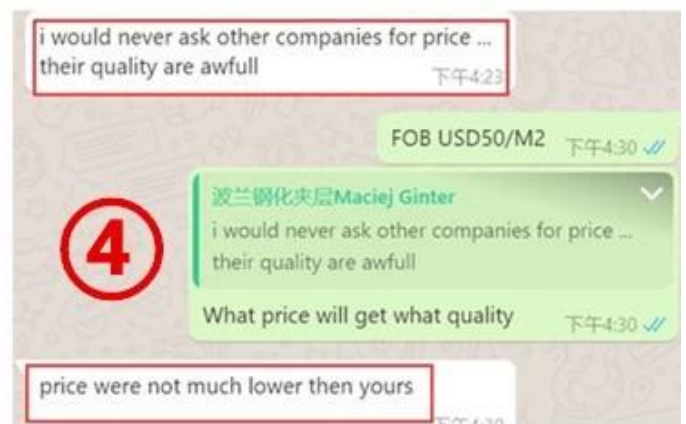 i would never ask other companies for price ...
their quality are awfull
下午4:23
FOB USD50/M2 下午4:30
波兰钢化夹层Maciej Ginter
i would never ask other companies for price ...
their quality are awfull
④
What price will get what quality 下午4:30
price were not much lower then yours